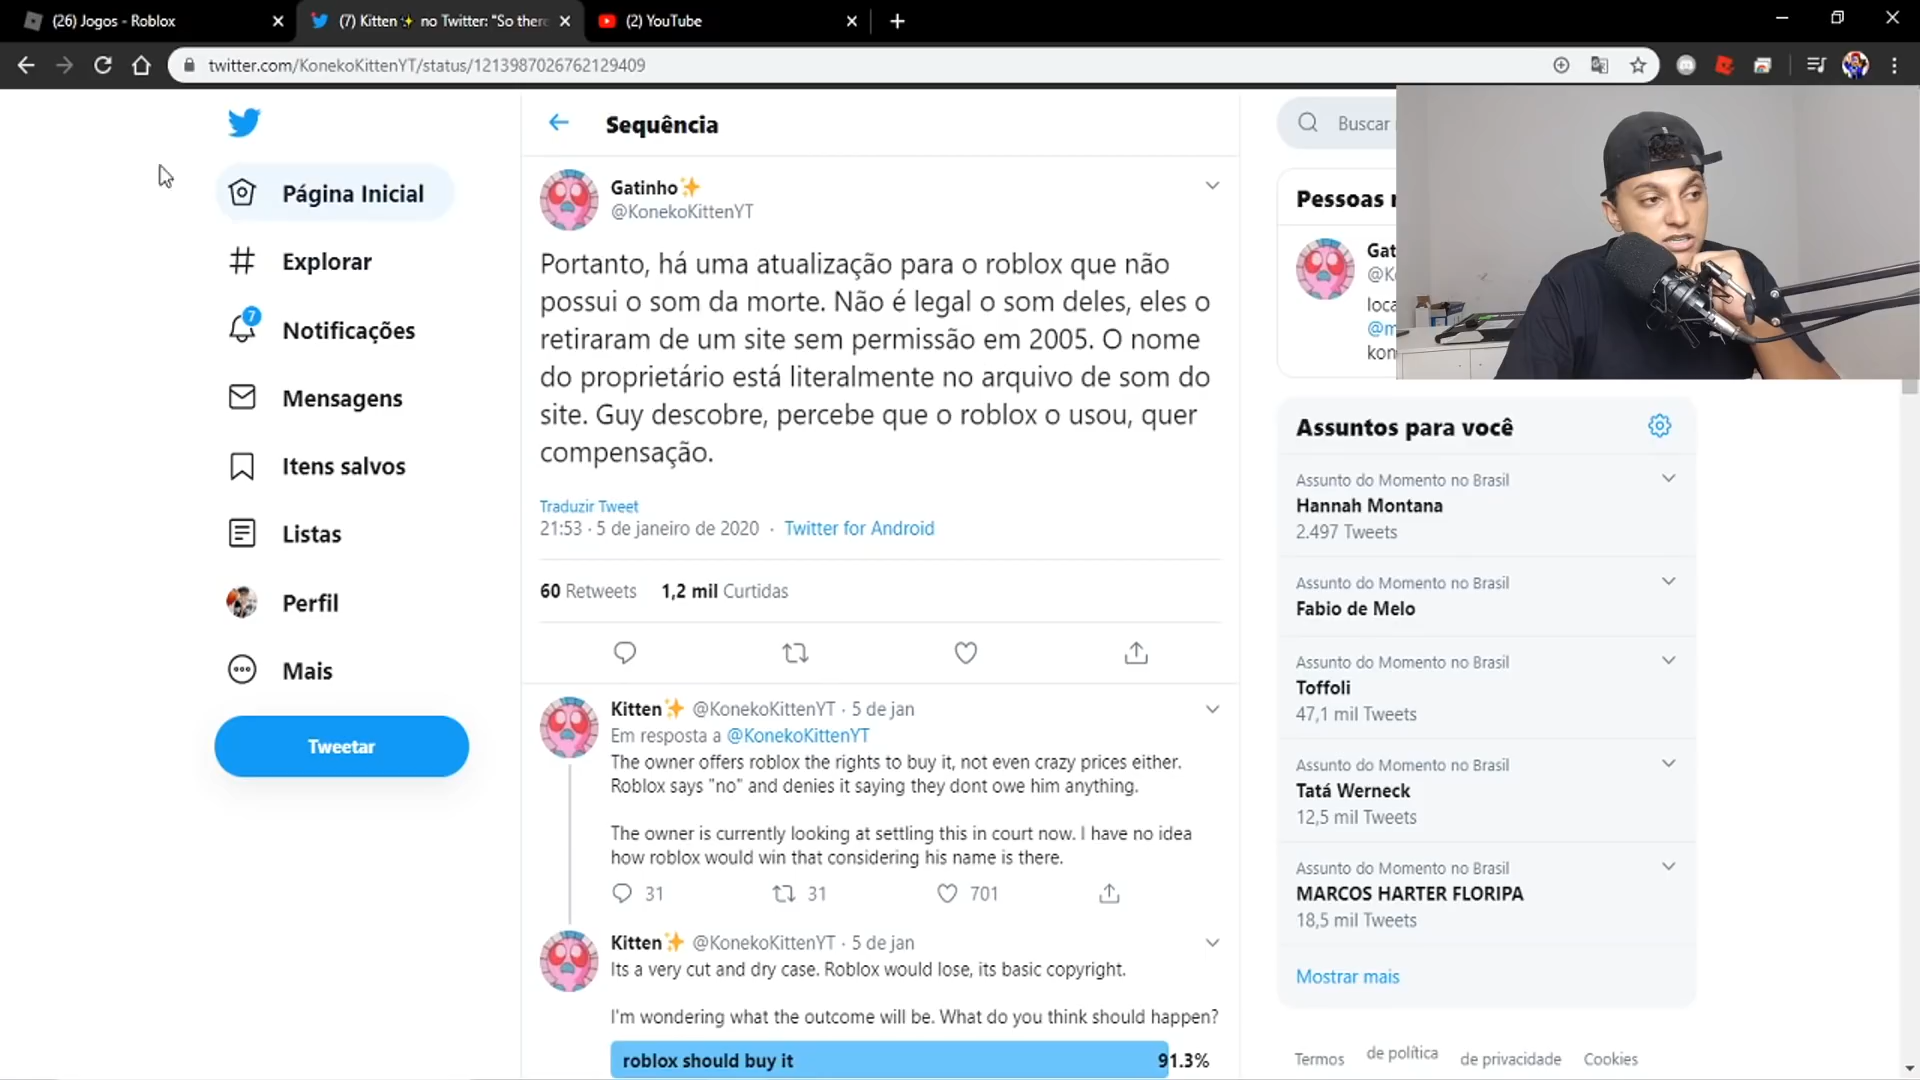 (26) Jogos - Roblox
(7) Kitten✨ no Twitter: "So there
(2) YouTube
twitter.com/KonekoKittenYT/status/1213987026762129409
Página Inicial
Explorar
7
Notificações
Mensagens
Itens salvos
Listas
Perfil
Mais
Tweetar
Sequência
Gatinho✨
@KonekoKittenYT
Portanto, há uma atualização para o roblox que não
possui o som da morte. Não é legal o som deles, eles o
retiraram de um site sem permissão em 2005. O nome
do proprietário está literalmente no arquivo de som do
site. Guy descobre, percebe que o roblox o usou, quer
compensação.
Traduzir Tweet
21:53 · 5 de janeiro de 2020 · Twitter for Android
60 Retweets 1,2 mil Curtidas
Kitten✨ @KonekoKittenYT · 5 de jan
Em resposta a @KonekoKittenYT
The owner offers roblox the rights to buy it, not even crazy prices either.
Roblox says "no" and denies it saying they dont owe him anything.
The owner is currently looking at settling this in court now. I have no idea
how roblox would win that considering his name is there.
31 31 701
Kitten✨ @KonekoKittenYT · 5 de jan
Its a very cut and dry case. Roblox would lose, its basic copyright.
I'm wondering what the outcome will be. What do you think should happen?
roblox should buy it 91.3%
Buscar
Pessoas r
Gat
@K
loca
@m
kon
Assuntos para você
Assunto do Momento no Brasil
Hannah Montana
2.497 Tweets
Assunto do Momento no Brasil
Fabio de Melo
Assunto do Momento no Brasil
Toffoli
47,1 mil Tweets
Assunto do Momento no Brasil
Tatá Werneck
12,5 mil Tweets
Assunto do Momento no Brasil
MARCOS HARTER FLORIPA
18,5 mil Tweets
Mostrar mais
Termos de política de privacidade Cookies